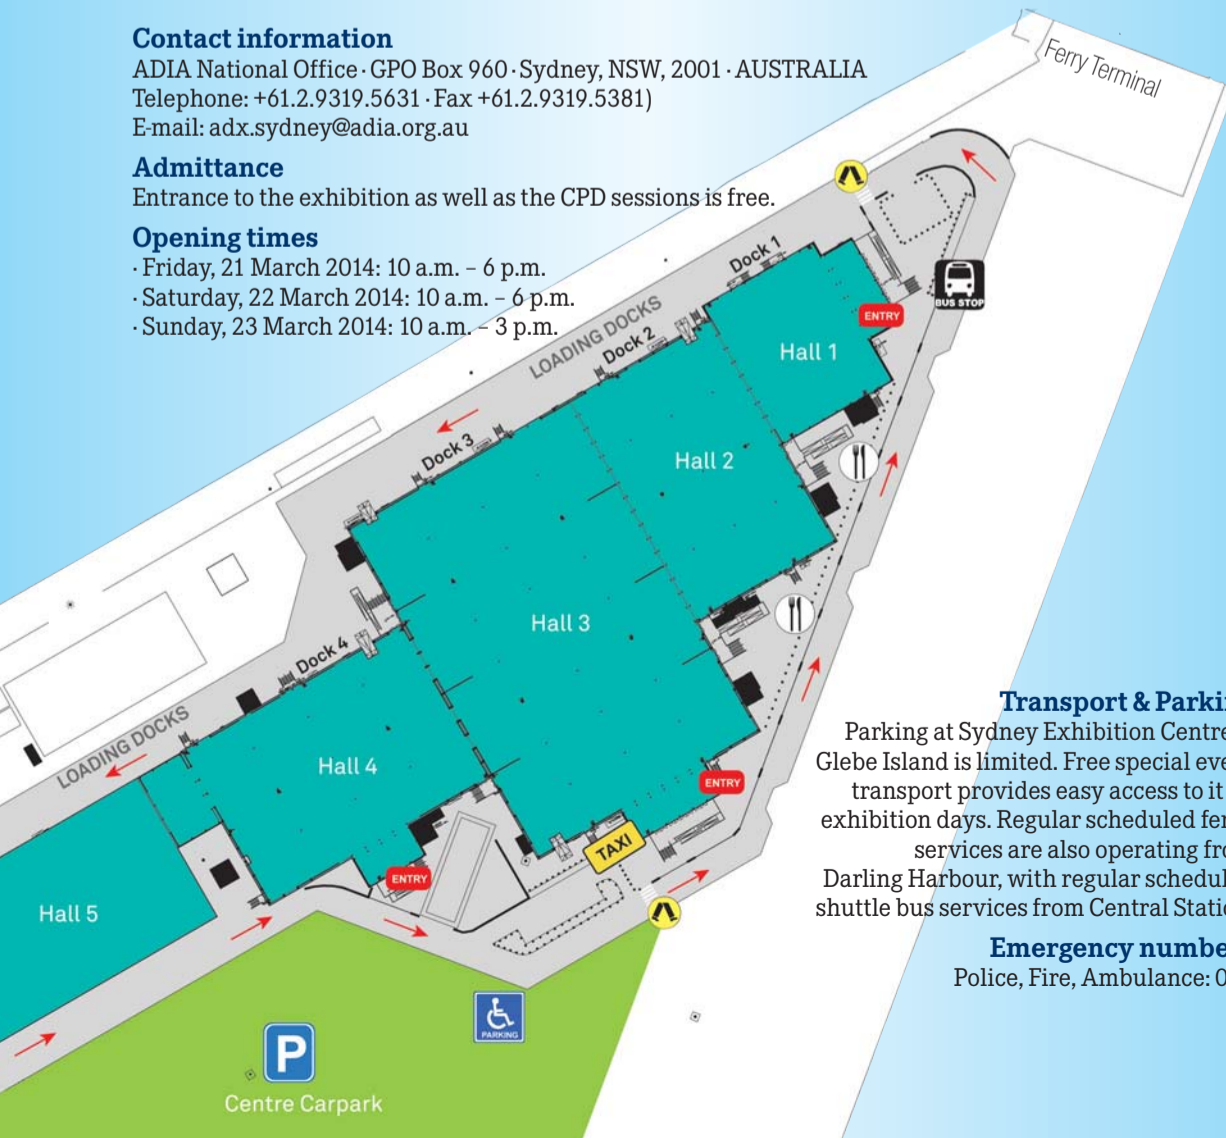 Contact information
ADIA National Office · GPO Box 960 · Sydney, NSW, 2001 · AUSTRALIA
Telephone: +61.2.9319.5631 · Fax +61.2.9319.5381)
E-mail: adx.sydney@adia.org.au
Admittance
Entrance to the exhibition as well as the CPD sessions is free.
Opening times
· Friday, 21 March 2014: 10 a.m. – 6 p.m.
· Saturday, 22 March 2014: 10 a.m. – 6 p.m.
· Sunday, 23 March 2014: 10 a.m. – 3 p.m.
Ferry Terminal
Dock 1
BUS STOP
ENTRY
LOADING DOCKS
Dock 2
Hall 1
Dock 3
Hall 2
Hall 3
Dock 4
LOADING DOCKS
Hall 4
ENTRY
TAXI
ENTRY
Hall 5
PARKING
P
Centre Carpark
Transport & Parki
Parking at Sydney Exhibition Centre
Glebe Island is limited. Free special eve
transport provides easy access to it
exhibition days. Regular scheduled fer
services are also operating fro
Darling Harbour, with regular schedul
shuttle bus services from Central Stati
Emergency numbe
Police, Fire, Ambulance: 0